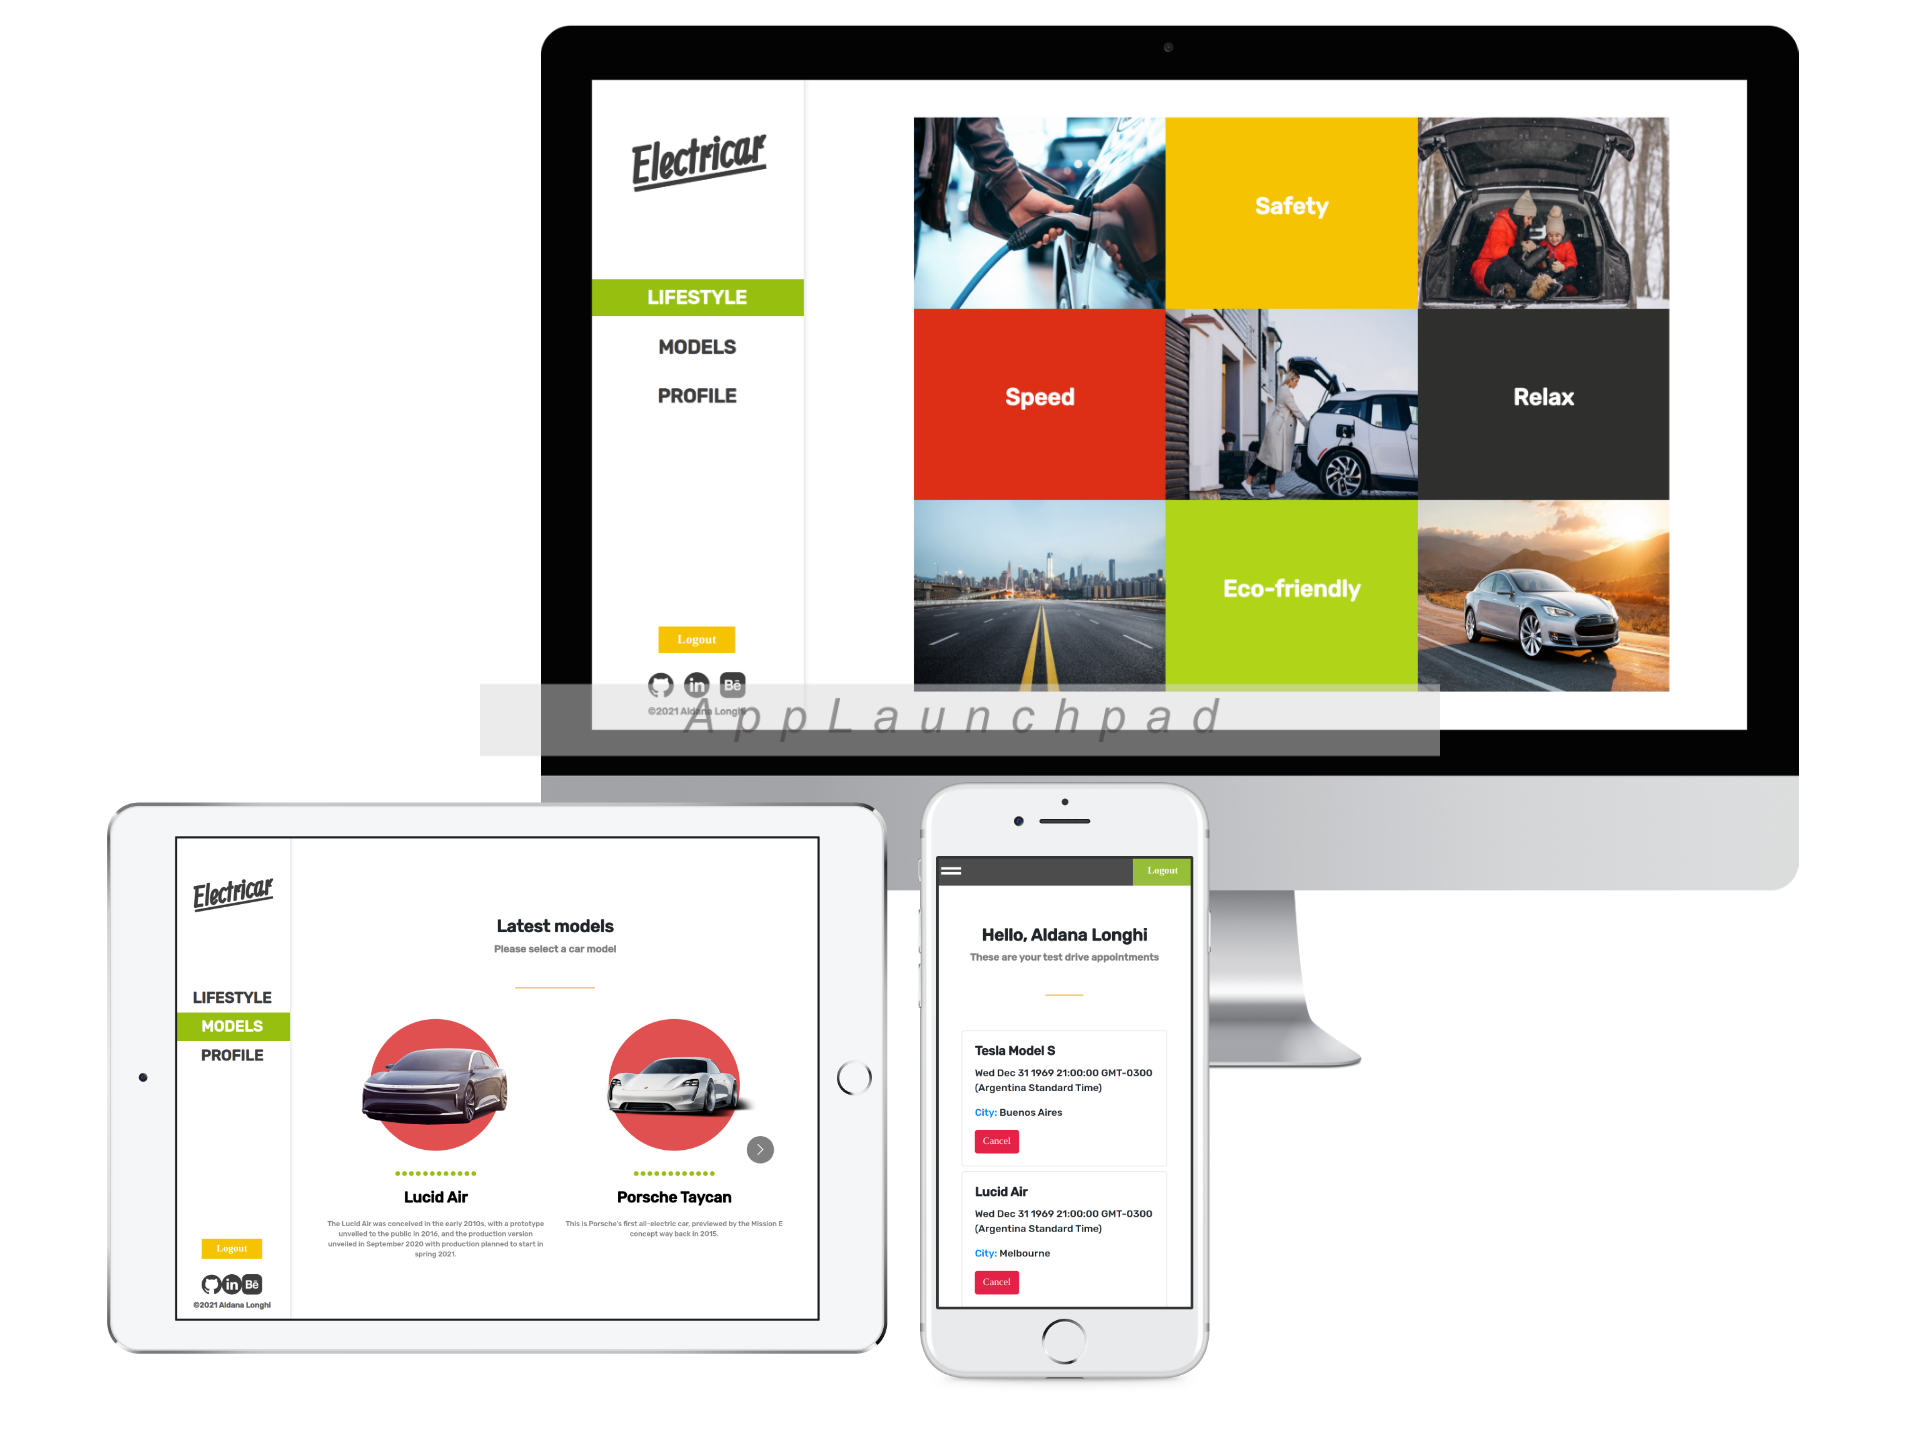 Electricar
LIFESTYLE
MODELS
PROFILE
Logout
in Bē
©2021 Aldana Longhi
Safety
Speed
Relax
Eco-friendly
AppLaunchpad
Electricar
LIFESTYLE
MODELS
PROFILE
Logout
in Bē
©2021 Aldana Longhi
Latest models
Please select a car model
Lucid Air
The Lucid Air was conceived in the early 2010s, with a prototype
unveiled to the public in 2016, and the production version
unveiled in September 2020 with production planned to start in
spring 2021.
Porsche Taycan
This is Porsche's first all-electric car, previewed by the Mission E
concept way back in 2015.
Logout
Hello, Aldana Longhi
These are your test drive appointments
Tesla Model S
Wed Dec 31 1969 21:00:00 GMT-0300
(Argentina Standard Time)
City: Buenos Aires
Cancel
Lucid Air
Wed Dec 31 1969 21:00:00 GMT-0300
(Argentina Standard Time)
City: Melbourne
Cancel